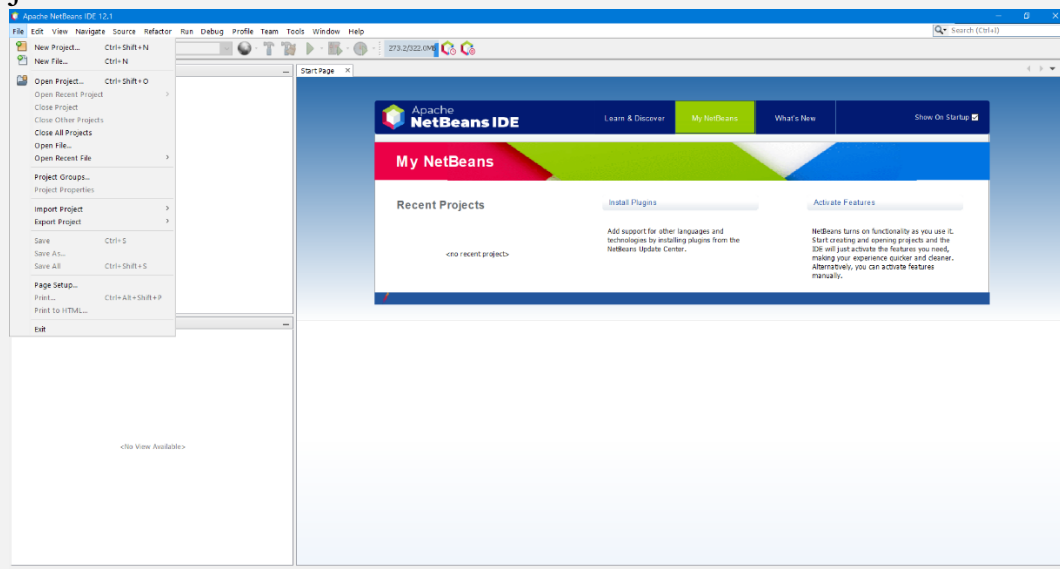 Apache NetBeans IDE 12.1
File Edit View Navigate Source Refactor Run Debug Profile Team Tools Window Help
Search (Ctrl+I)
New Project... Ctrl+Shift+N
New File... Ctrl+N
Open Project... Ctrl+Shift+O
Open Recent Project
Close Project
Close Other Projects
Close All Projects
Open File...
Open Recent File
Project Groups...
Project Properties
Import Project
Export Project
Save Ctrl+S
Save As...
Save All Ctrl+Shift+S
Page Setup...
Print... Ctrl+Alt+Shift+P
Print to HTML...
Exit
<No View Available>
273.2/322.0MB
Start Page
Apache
NetBeans IDE
Learn & Discover
My NetBeans
What's New
Show On Startup
My NetBeans
Recent Projects
<no recent project>
Install Plugins
Add support for other languages and
technologies by installing plugins from the
NetBeans Update Center.
Activate Features
NetBeans turns on functionality as you use it.
Start creating and opening projects and the
IDE will just activate the features you need,
making your experience quicker and cleaner.
Alternatively, you can activate features
manually.